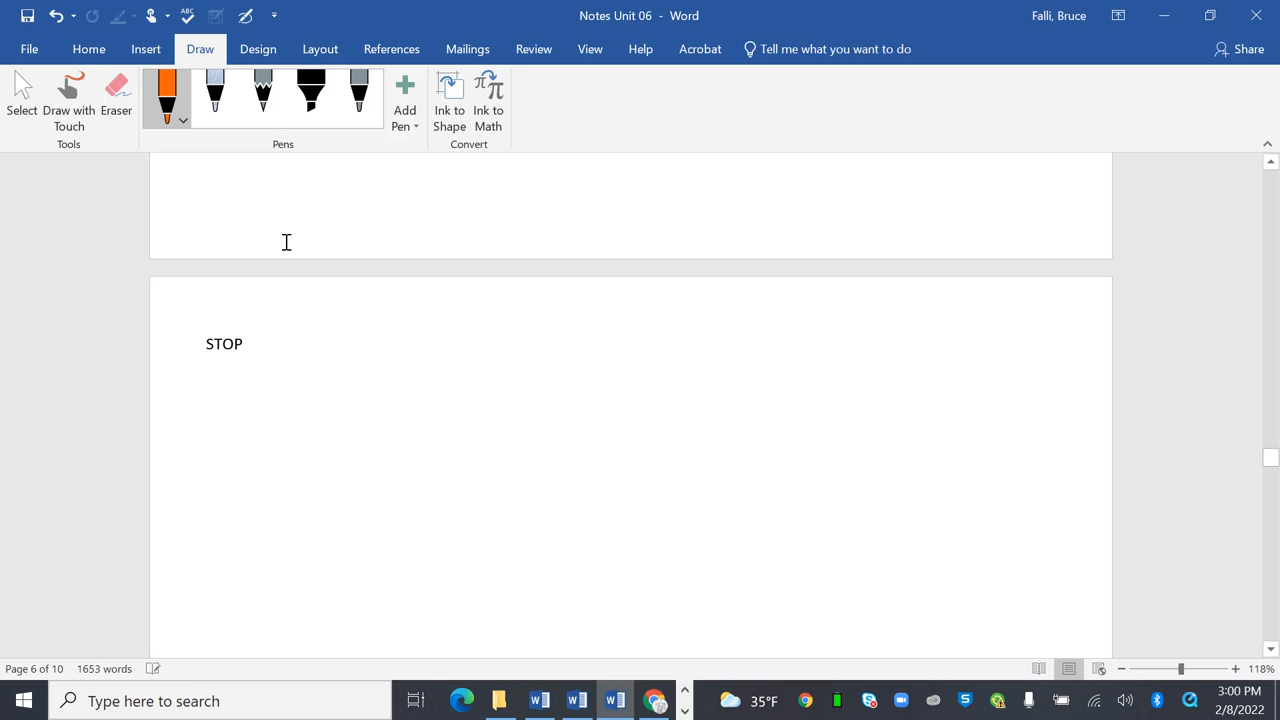 Notes Unit 06 - Word
Falli, Bruce
File Home Insert Draw Design Layout References Mailings Review View Help Acrobat Tell me what you want to do Share
Select
Draw with Touch
Eraser
Add Pen
Ink to Shape
Ink to Math
Tools
Pens
Convert
STOP
Page 6 of 10 1653 words
118%
Type here to search
35°F
3:00 PM
2/8/2022